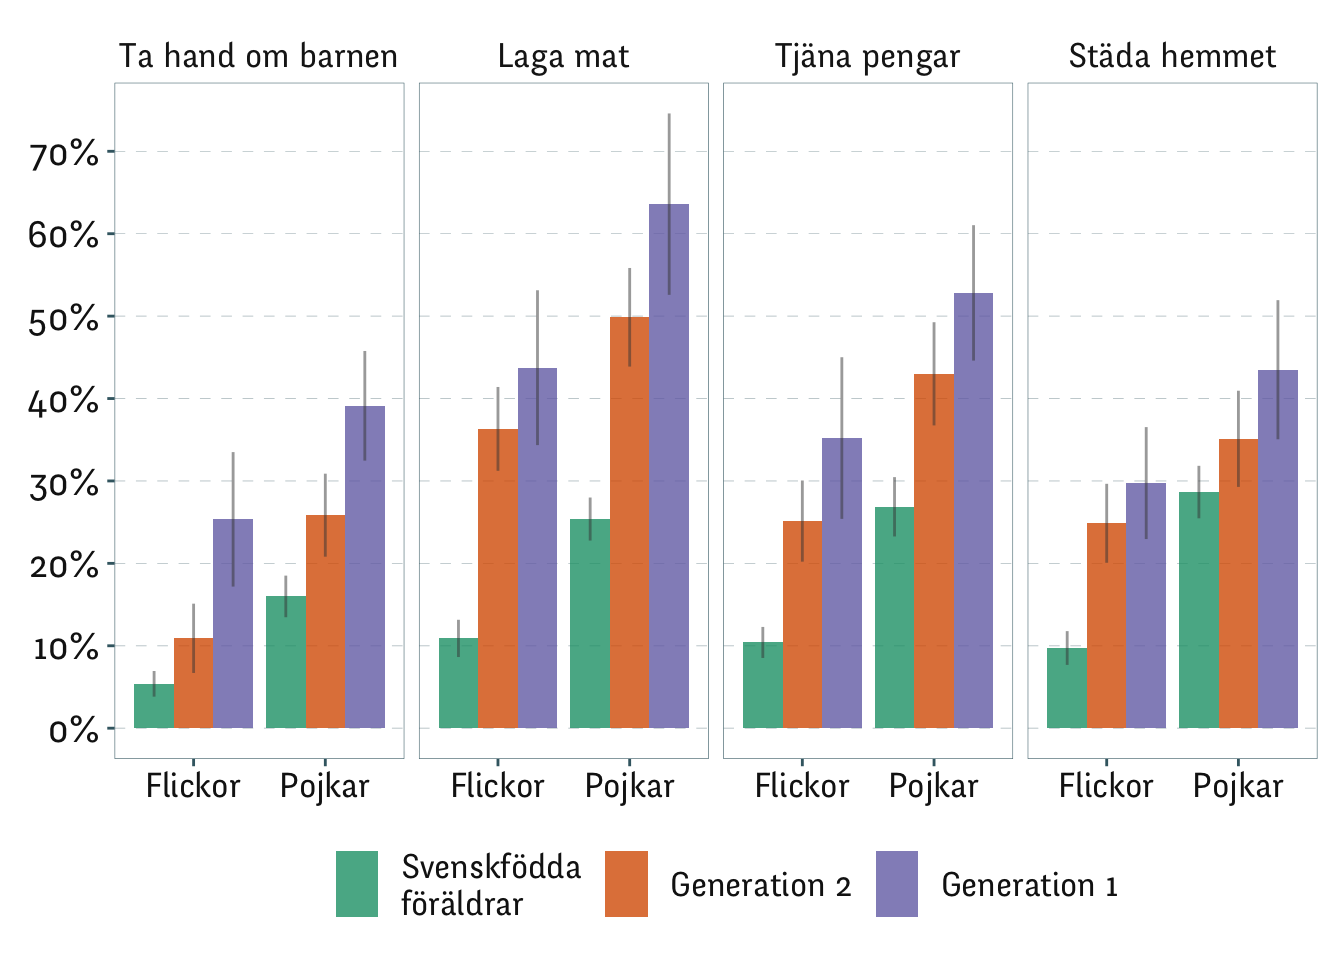 Ta hand om barnen
Laga mat
Tjäna pengar
Städa hemmet
70%
60%
50%
40%
30%
20%
10%
0%
Flickor Pojkar
Flickor Pojkar
Flickor Pojkar
Flickor Pojkar
Svenskfödda
föräldrar
Generation 2
Generation 1